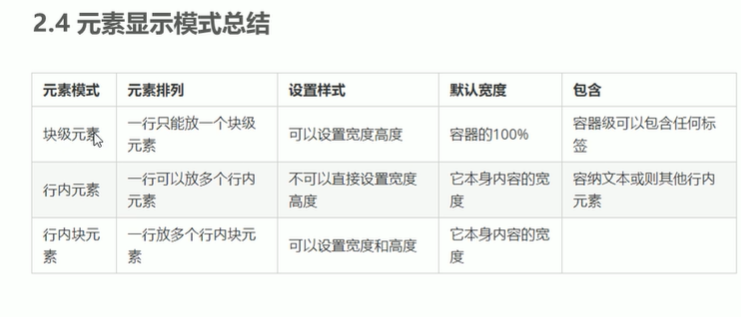 2.4 元素显示模式总结
元素模式 元素排列 设置样式 默认宽度 包含
块级元素 一行只能放一个块级元素 可以设置宽度高度 容器的100% 容器级可以包含任何标签
行内元素 一行可以放多个行内元素 不可以直接设置宽度高度 它本身内容的宽度 容纳文本或则其他行内元素
行内块元素 一行放多个行内块元素 可以设置宽度和高度 它本身内容的宽度